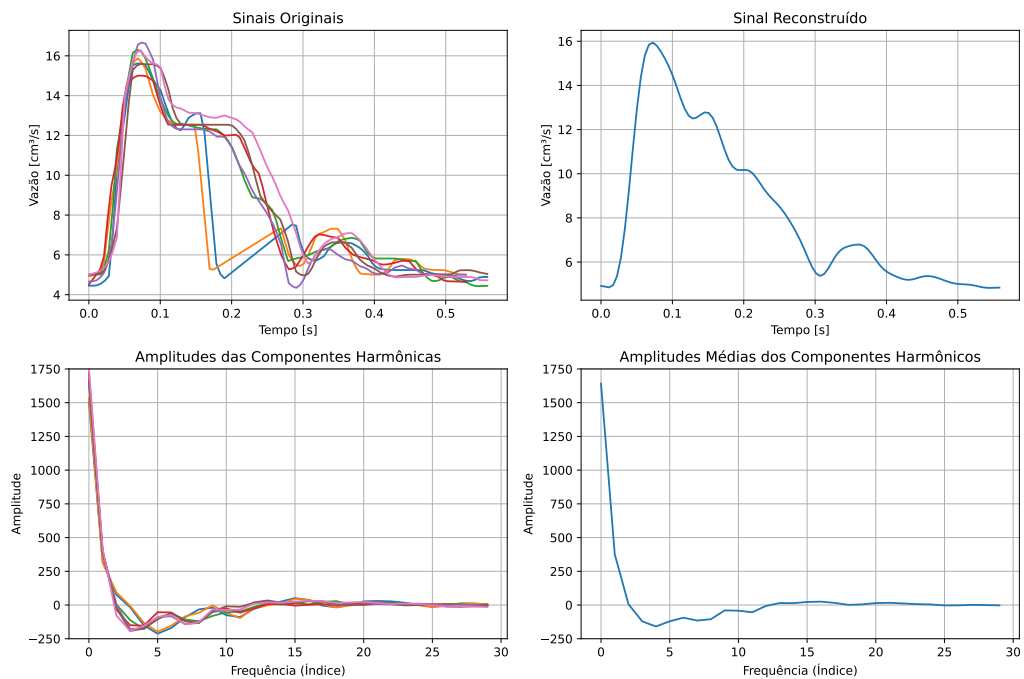 Sinais Originais
Vazão [cm³/s]
16
14
12
10
8
6
4
0.0 0.1 0.2 0.3 0.4 0.5
Tempo [s]
Sinal Reconstruído
Vazão [cm³/s]
16
14
12
10
8
6
0.0 0.1 0.2 0.3 0.4 0.5
Tempo [s]
Amplitudes das Componentes Harmônicas
Amplitude
1750
1500
1250
1000
750
500
250
0
−250
0 5 10 15 20 25 30
Frequência (Índice)
Amplitudes Médias dos Componentes Harmônicos
Amplitude
1750
1500
1250
1000
750
500
250
0
−250
0 5 10 15 20 25 30
Frequência (Índice)